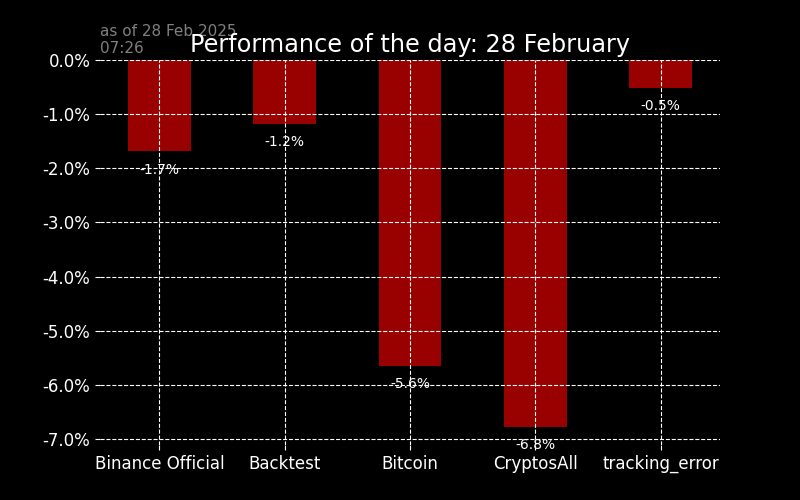 as of 28 Feb 2025
07:26
Performance of the day: 28 February
0.0%
-1.0%
-2.0%
-3.0%
-4.0%
-5.0%
-6.0%
-7.0%
-1.7%
-1.2%
-5.6%
-6.8%
-0.5%
Binance Official
Backtest
Bitcoin
CryptosAll
tracking_error